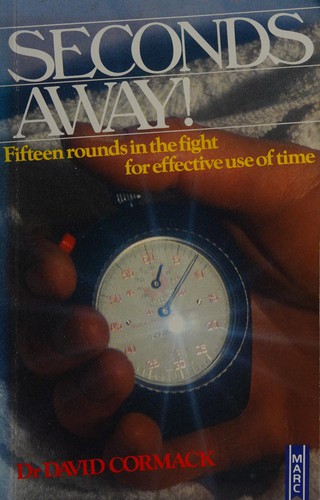 SECONDS
AWAY!
Fifteen rounds in the fight
for effective use of time
Dr DAVID CORMACK
MARC